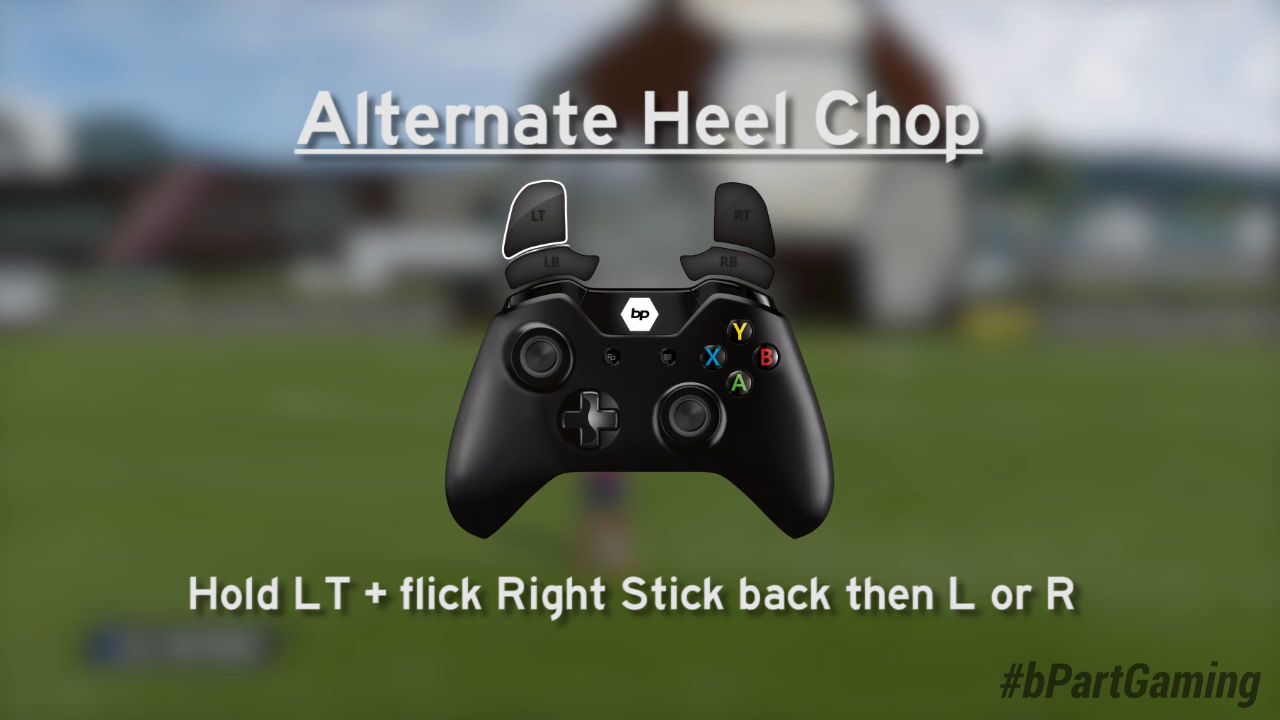 Alternate Heel Chop
LT
RT
LB
RB
bp
Y
X
B
A
Hold LT + flick Right Stick back then L or R
#bPartGaming